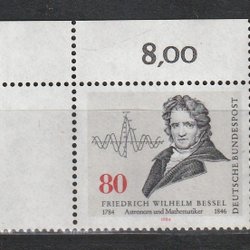 8,00
80
DEUTSCHE BUNDESPOST
FRIEDRICH WILHELM BESSEL
1784 Astronom und Mathematiker 1846
1984